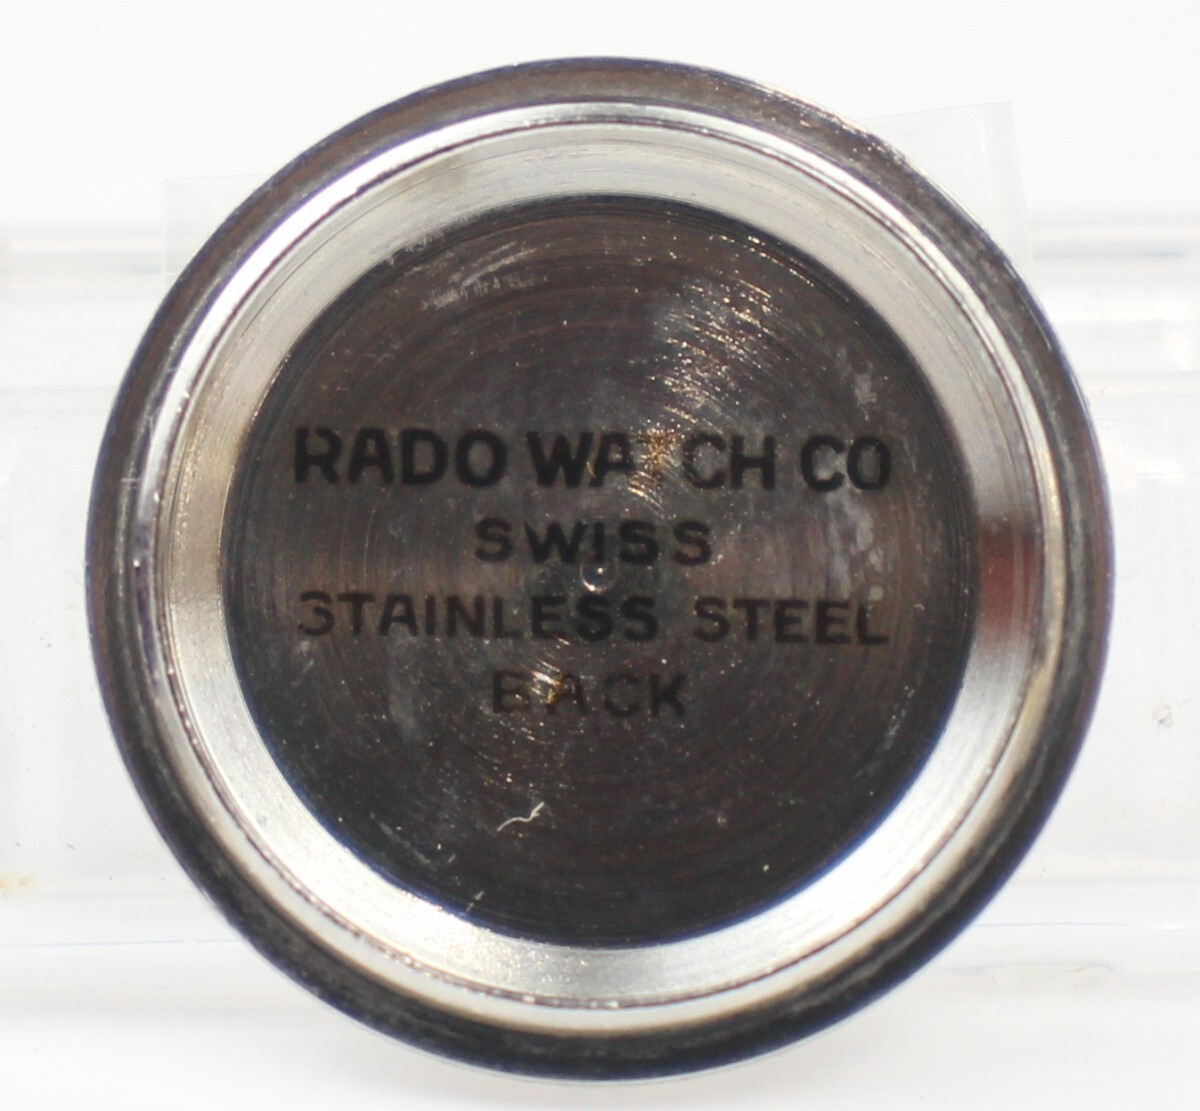 RADO WATCH CO
SWISS
STAINLESS STEEL
BACK